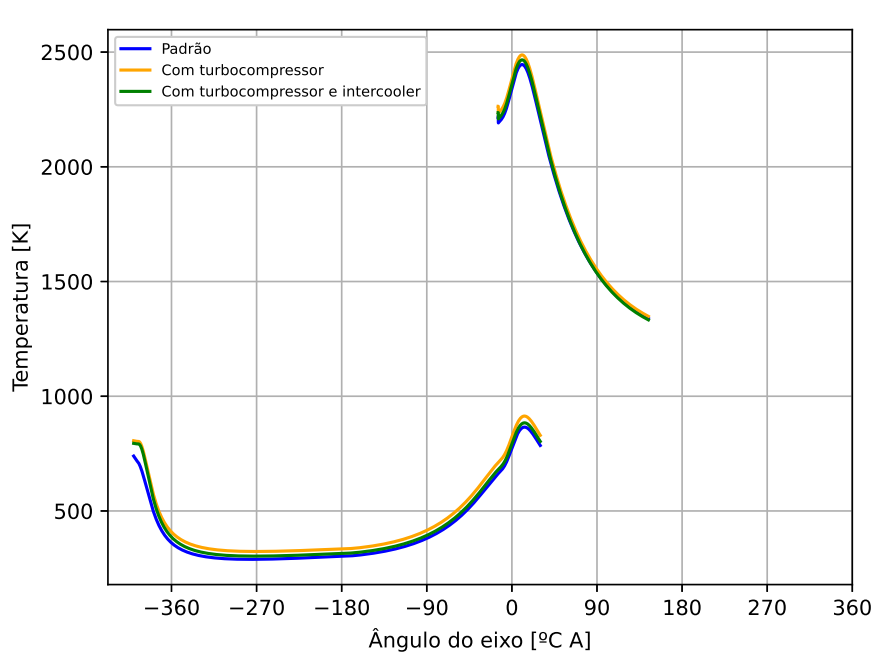 Padrão
Com turbocompressor
Com turbocompressor e intercooler
Temperatura [K]
2500
2000
1500
1000
500
−360 −270 −180 −90 0 90 180 270 360
Ângulo do eixo [ºC A]